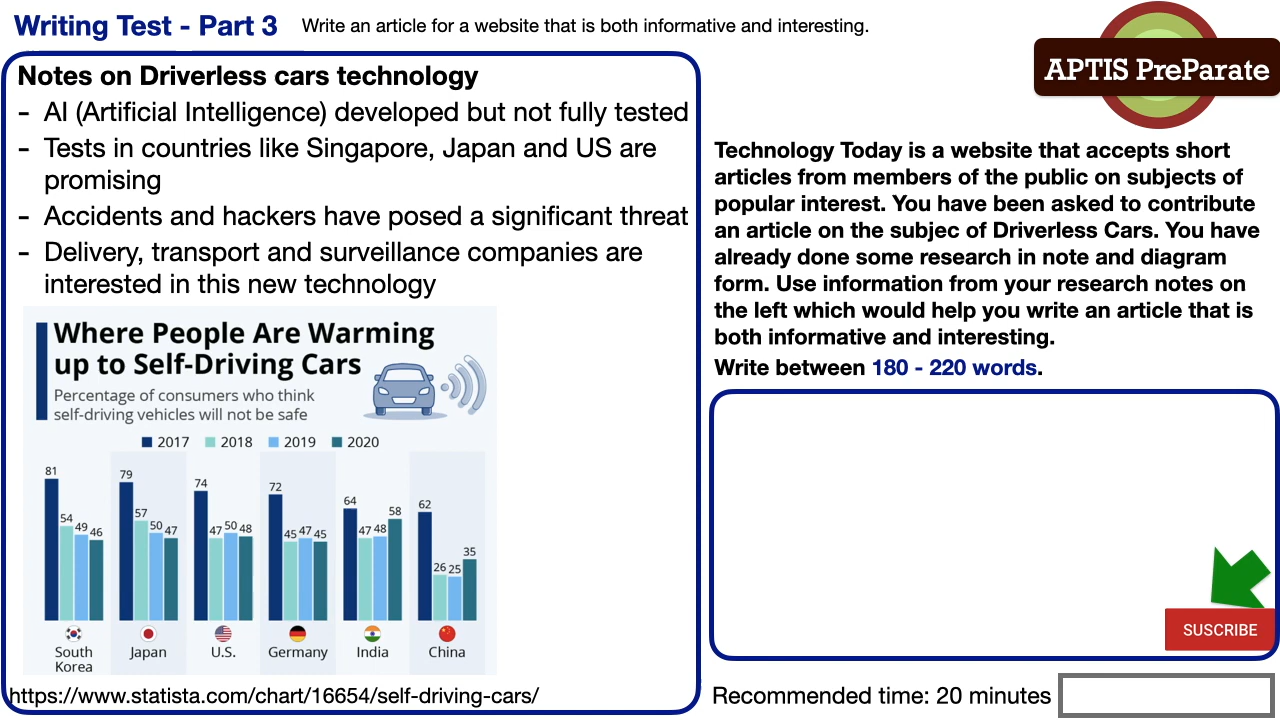 Writing Test - Part 3
Write an article for a website that is both informative and interesting.
APTIS PreParate
Notes on Driverless cars technology
- AI (Artificial Intelligence) developed but not fully tested
- Tests in countries like Singapore, Japan and US are
promising
- Accidents and hackers have posed a significant threat
- Delivery, transport and surveillance companies are
interested in this new technology
Where People Are Warming
up to Self-Driving Cars
Percentage of consumers who think
self-driving vehicles will not be safe
2017 2018 2019 2020
81 54 49 46
79 57 50 47
74 47 50 48
72 45 47 45
64 47 48 58
62 26 25 35
South
Korea
Japan
U.S.
Germany
India
China
https://www.statista.com/chart/16654/self-driving-cars/
Technology Today is a website that accepts short
articles from members of the public on subjects of
popular interest. You have been asked to contribute
an article on the subjec of Driverless Cars. You have
already done some research in note and diagram
form. Use information from your research notes on
the left which would help you write an article that is
both informative and interesting.
Write between 180 - 220 words.
SUSCRIBE
Recommended time: 20 minutes